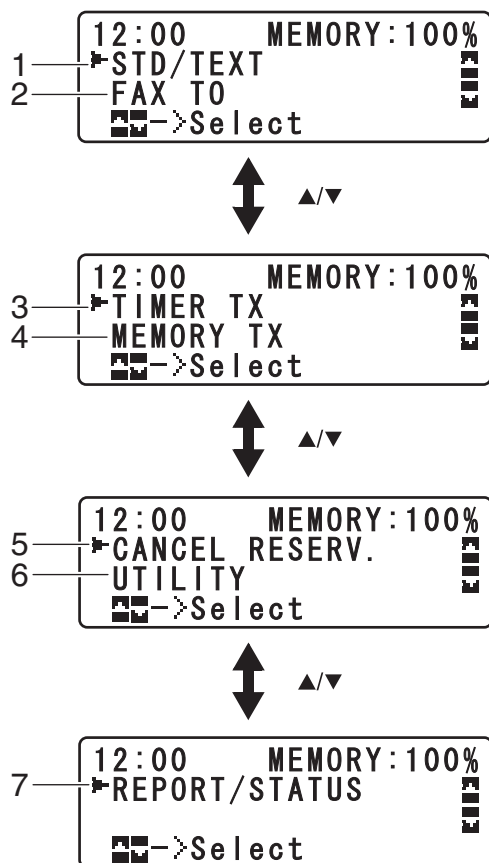 12:00 MEMORY:100%
1 STD/TEXT
2 FAX TO
->Select
▲/▼
12:00 MEMORY:100%
3 TIMER TX
4 MEMORY TX
->Select
▲/▼
12:00 MEMORY:100%
5 CANCEL RESERV.
6 UTILITY
->Select
▲/▼
12:00 MEMORY:100%
7 REPORT/STATUS
->Select